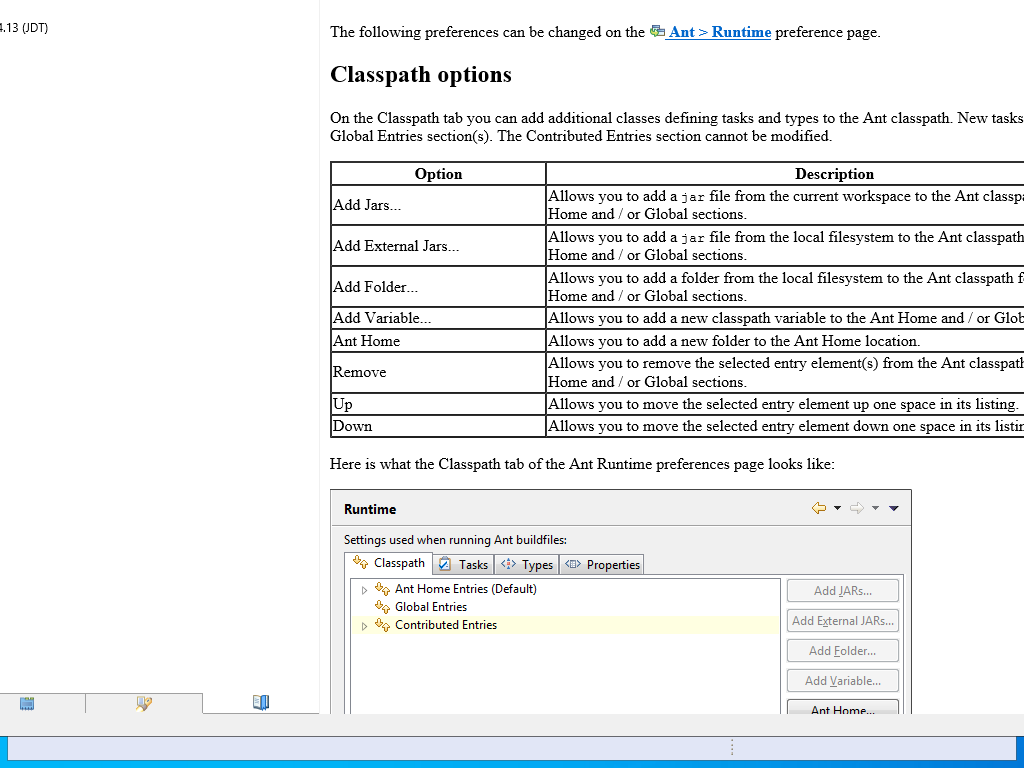 4.13 (JDT)
The following preferences can be changed on the Ant > Runtime preference page.
Classpath options
On the Classpath tab you can add additional classes defining tasks and types to the Ant classpath. New tasks
Global Entries section(s). The Contributed Entries section cannot be modified.
Option Description
Add Jars... Allows you to add a jar file from the current workspace to the Ant classpa
Home and / or Global sections.
Add External Jars... Allows you to add a jar file from the local filesystem to the Ant classpath
Home and / or Global sections.
Add Folder... Allows you to add a folder from the local filesystem to the Ant classpath f
Home and / or Global sections.
Add Variable... Allows you to add a new classpath variable to the Ant Home and / or Glob
Ant Home Allows you to add a new folder to the Ant Home location.
Remove Allows you to remove the selected entry element(s) from the Ant classpath
Home and / or Global sections.
Up Allows you to move the selected entry element up one space in its listing.
Down Allows you to move the selected entry element down one space in its listin
Here is what the Classpath tab of the Ant Runtime preferences page looks like:
Runtime
Settings used when running Ant buildfiles:
Classpath Tasks Types Properties
Ant Home Entries (Default) Add JARs...
Global Entries
Contributed Entries Add External JARs...
Add Folder...
Add Variable...
Ant Home...